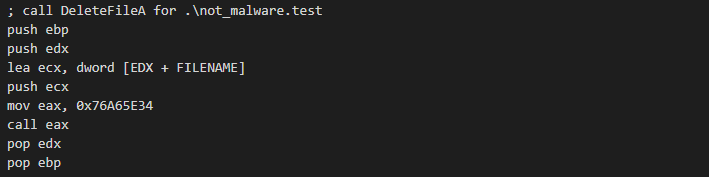 ; call DeleteFileA for .\not_malware.test
push ebp
push edx
lea ecx, dword [EDX + FILENAME]
push ecx
mov eax, 0x76A65E34
call eax
pop edx
pop ebp